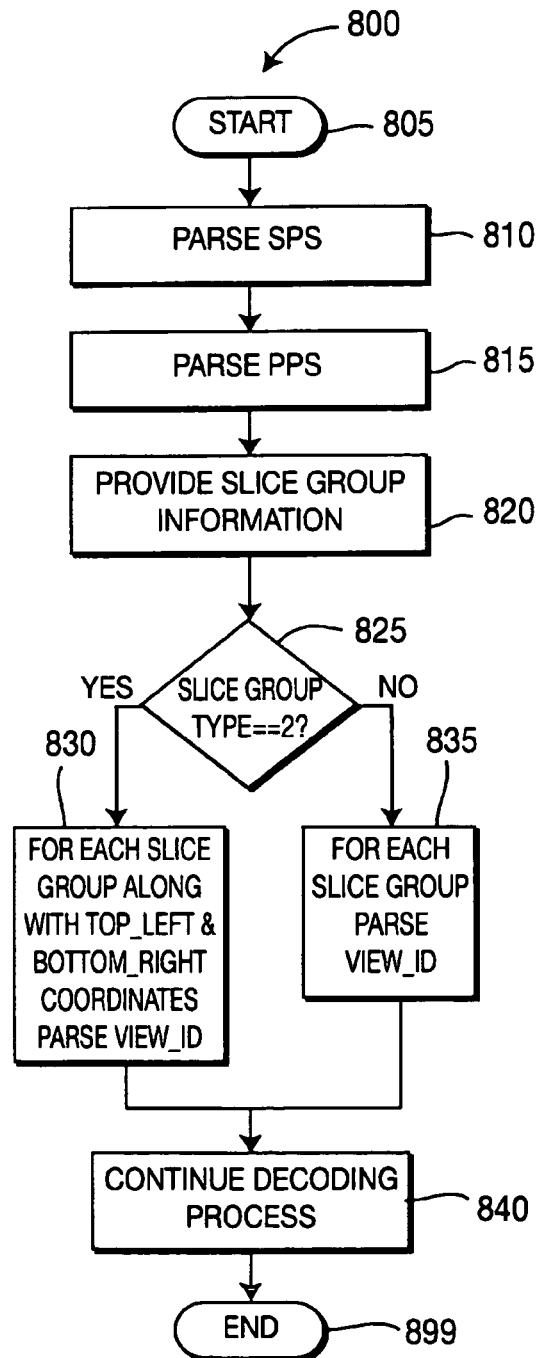 800
START
805
PARSE SPS
810
PARSE PPS
815
PROVIDE SLICE GROUP
INFORMATION
820
825
SLICE GROUP
TYPE==2?
YES
NO
830
FOR EACH SLICE
GROUP ALONG
WITH TOP_LEFT &
BOTTOM_RIGHT
COORDINATES
PARSE VIEW_ID
835
FOR EACH
SLICE GROUP
PARSE
VIEW_ID
CONTINUE DECODING
PROCESS
840
END
899